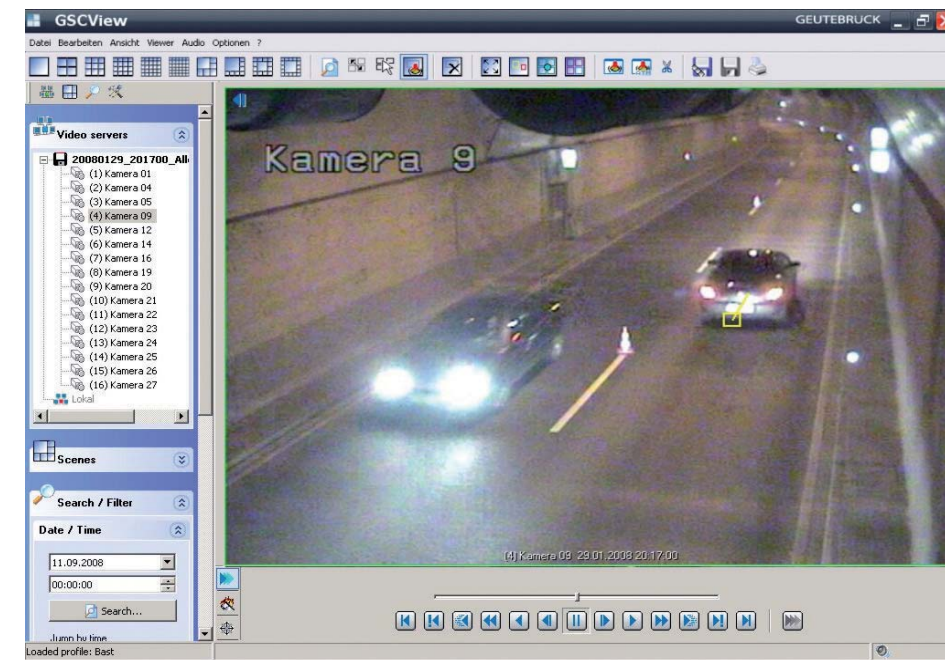 GSCView
GEUTEBRÜCK
Datei Bearbeiten Ansicht Viewer Audio Optionen ?
Video servers
20080129_201700_All
(1) Kamera 01
(2) Kamera 04
(3) Kamera 05
(4) Kamera 09
(5) Kamera 12
(6) Kamera 14
(7) Kamera 16
(8) Kamera 19
(9) Kamera 20
(10) Kamera 21
(11) Kamera 22
(12) Kamera 23
(13) Kamera 24
(14) Kamera 25
(15) Kamera 26
(16) Kamera 27
Lokal
Scenes
Search / Filter
Date / Time
11.09.2008
00:00:00
Search...
Jump by time
Loaded profile: Bast
Kamera 9
(4) Kamera 09 29.01.2008 20:17:00